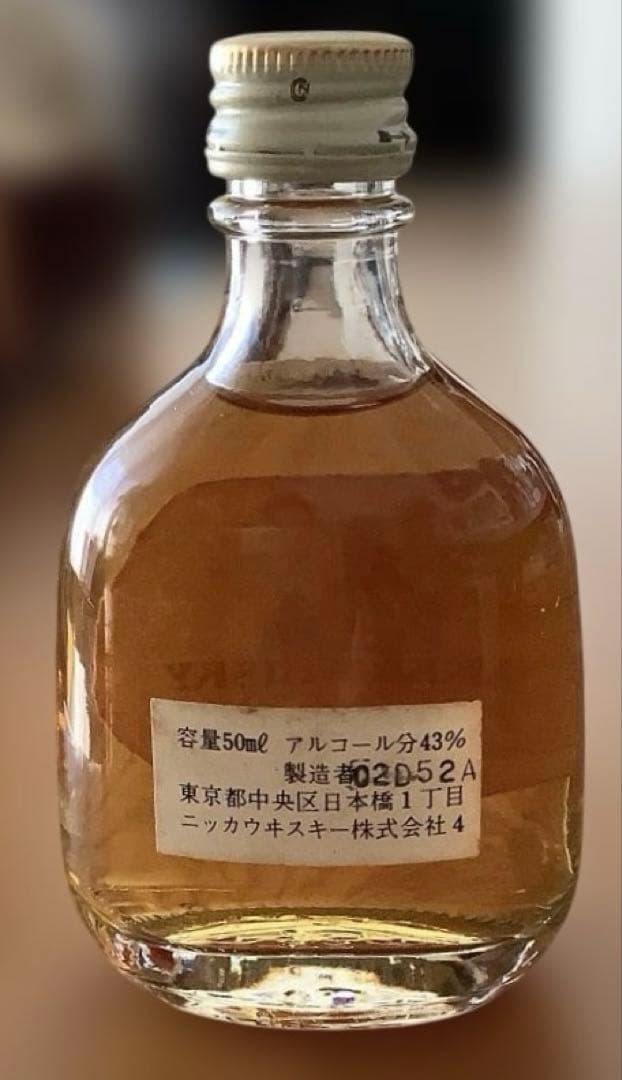 容量50㎖ アルコール分43%
製造者02D52A
東京都中央区日本橋1丁目
ニッカウヰスキー株式会社4